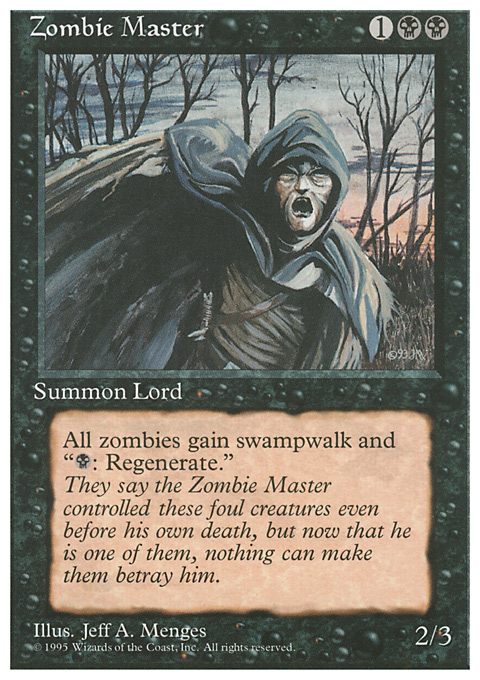 Zombie Master 1
Summon Lord
All zombies gain swampwalk and
“: Regenerate.”
They say the Zombie Master
controlled these foul creatures even
before his own death, but now that he
is one of them, nothing can make
them betray him.
Illus. Jeff A. Menges
© 1995 Wizards of the Coast, Inc. All rights reserved.
2/3